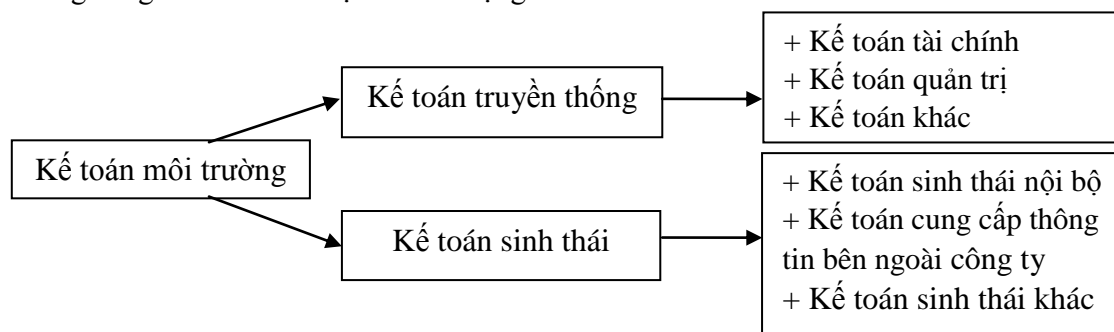 Kế toán môi trường
Kế toán truyền thống
+ Kế toán tài chính
+ Kế toán quản trị
+ Kế toán khác
Kế toán sinh thái
+ Kế toán sinh thái nội bộ
+ Kế toán cung cấp thông
tin bên ngoài công ty
+ Kế toán sinh thái khác